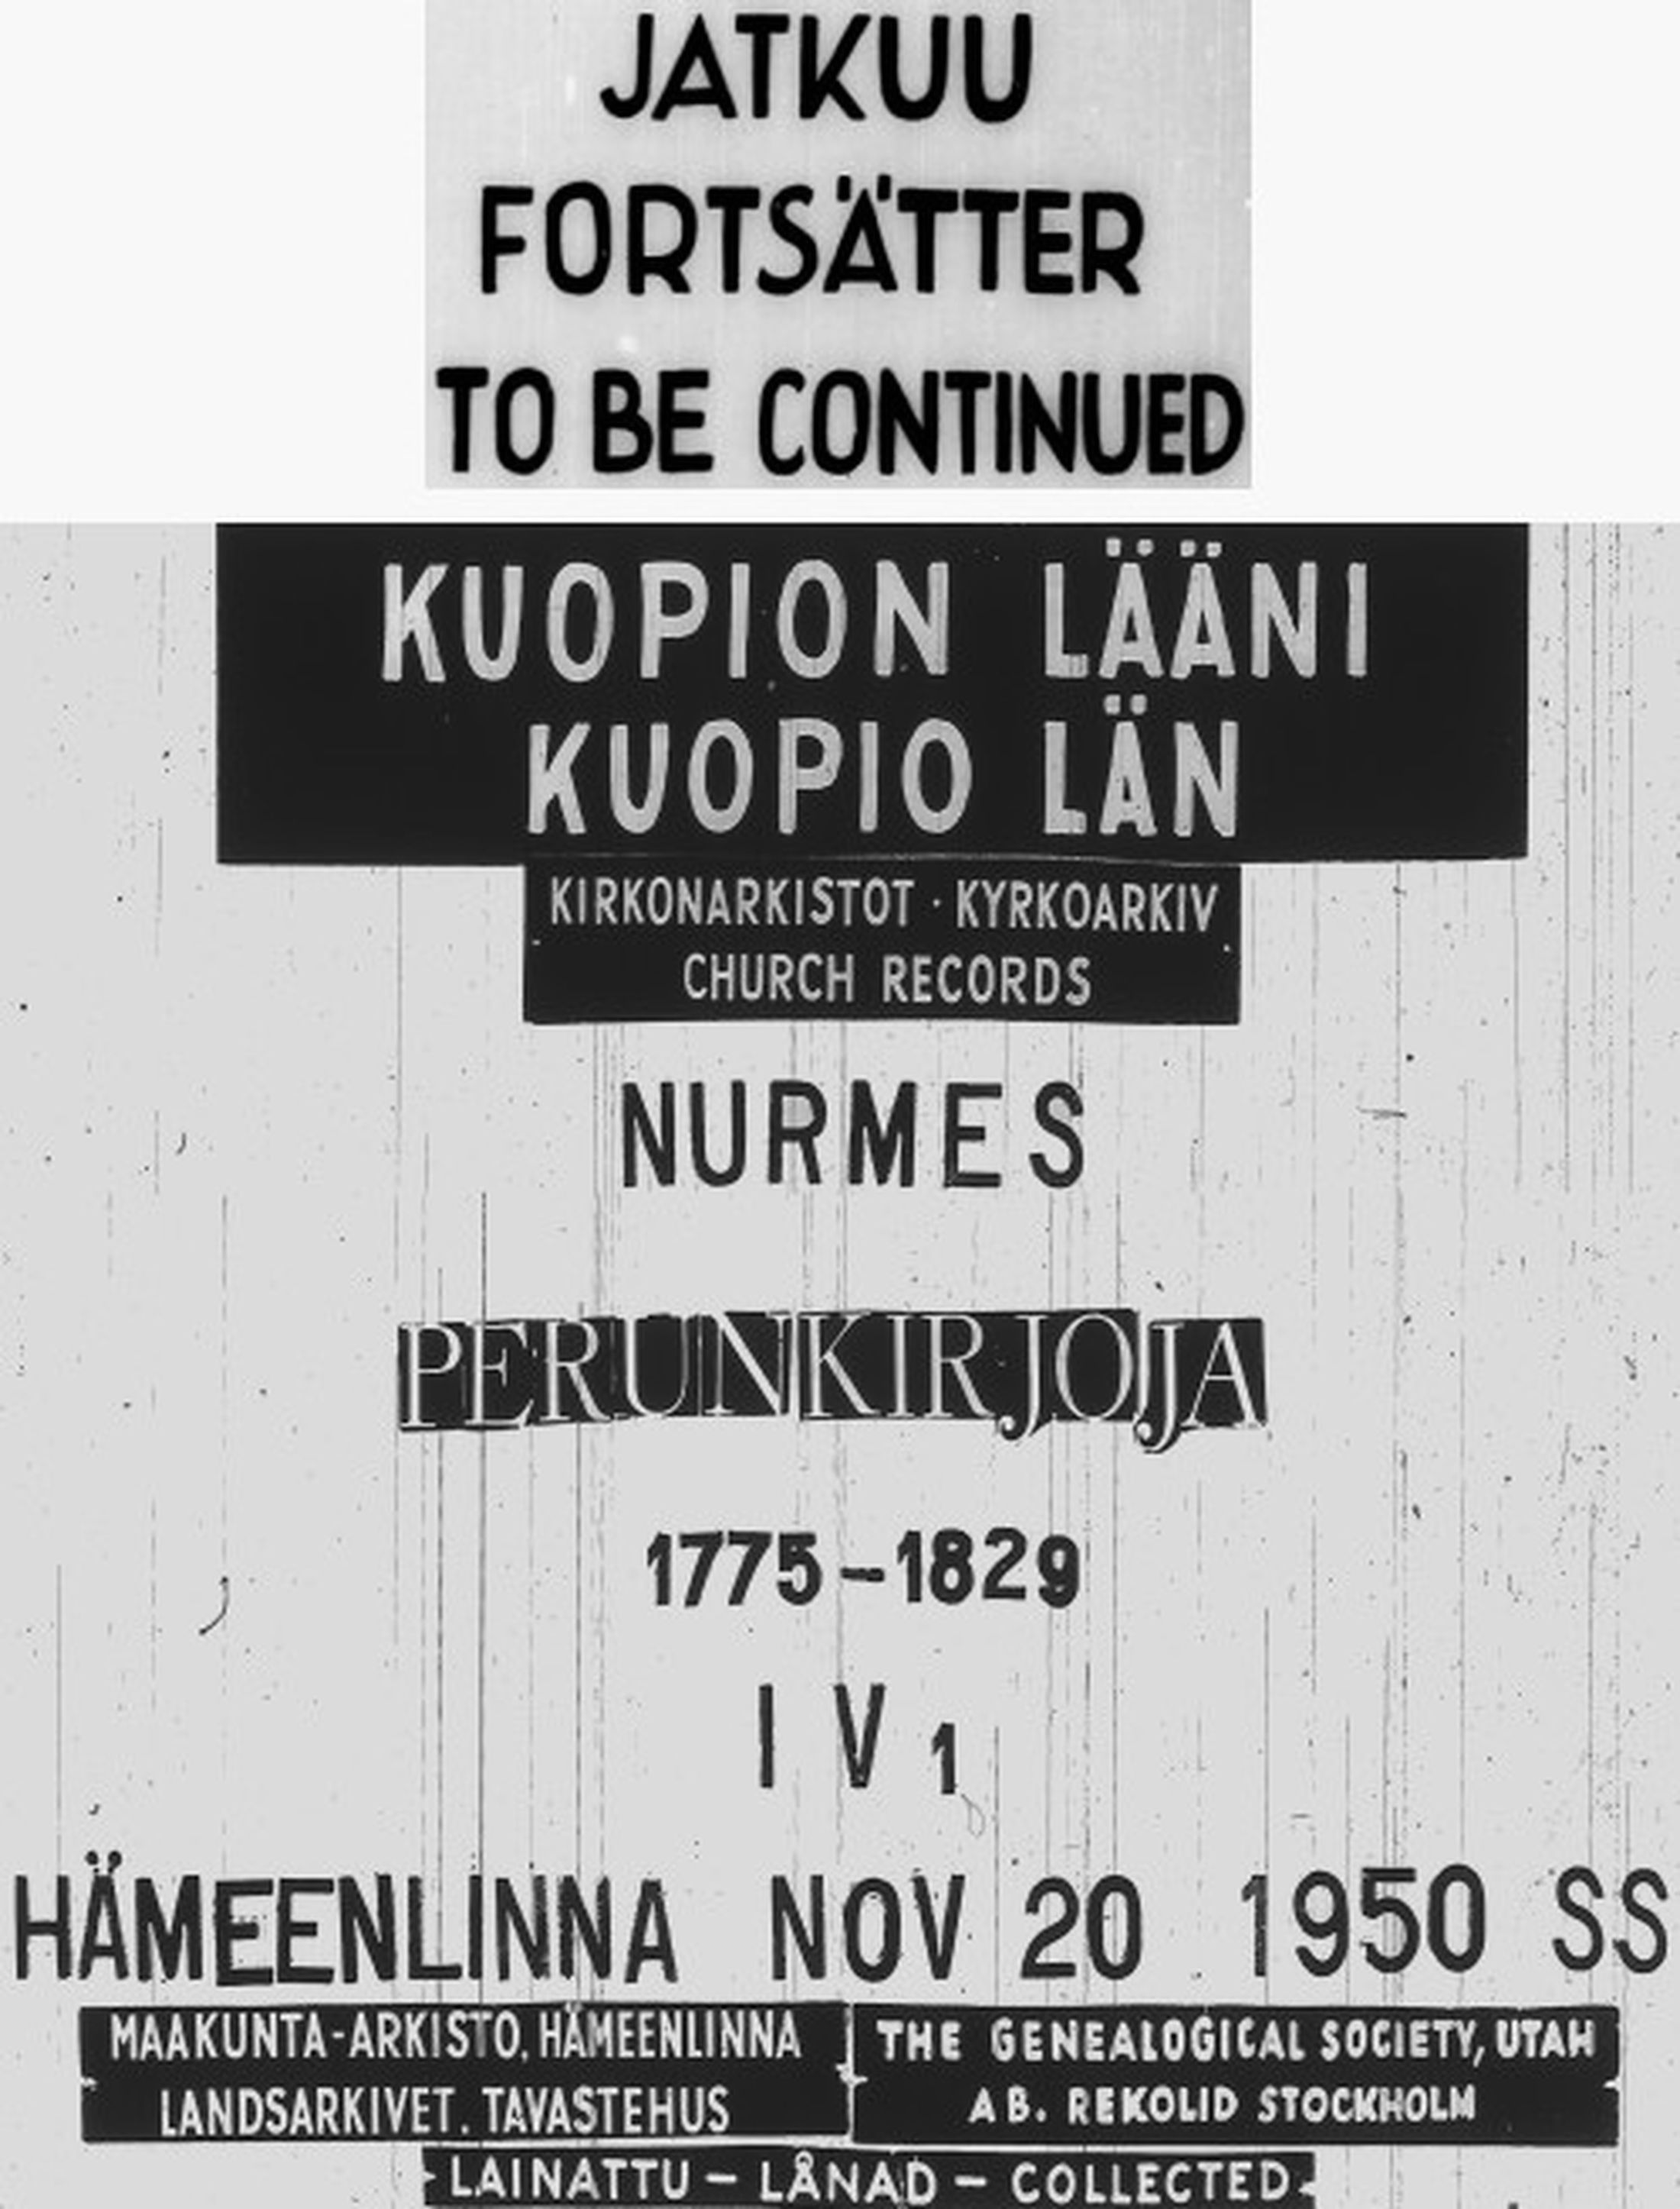 JATKUU
FORTSÄTTER
TO BE CONTINUED
KUOPION LÄÄNI
KUOPIO LÄN
KIRKONARKISTOT · KYRKOARKIV
CHURCH RECORDS
NURMES
PERUNKIRJOJA
1775-1829
I V 1
HÄMEENLINNA NOV 20 1950 SS
MAAKUNTA-ARKISTO, HÄMEENLINNA
LANDSARKIVET. TAVASTEHUS
THE GENEALOGICAL SOCIETY, UTAH
AB. REKOLID STOCKHOLM
LAINATTU - LÅNAD - COLLECTED